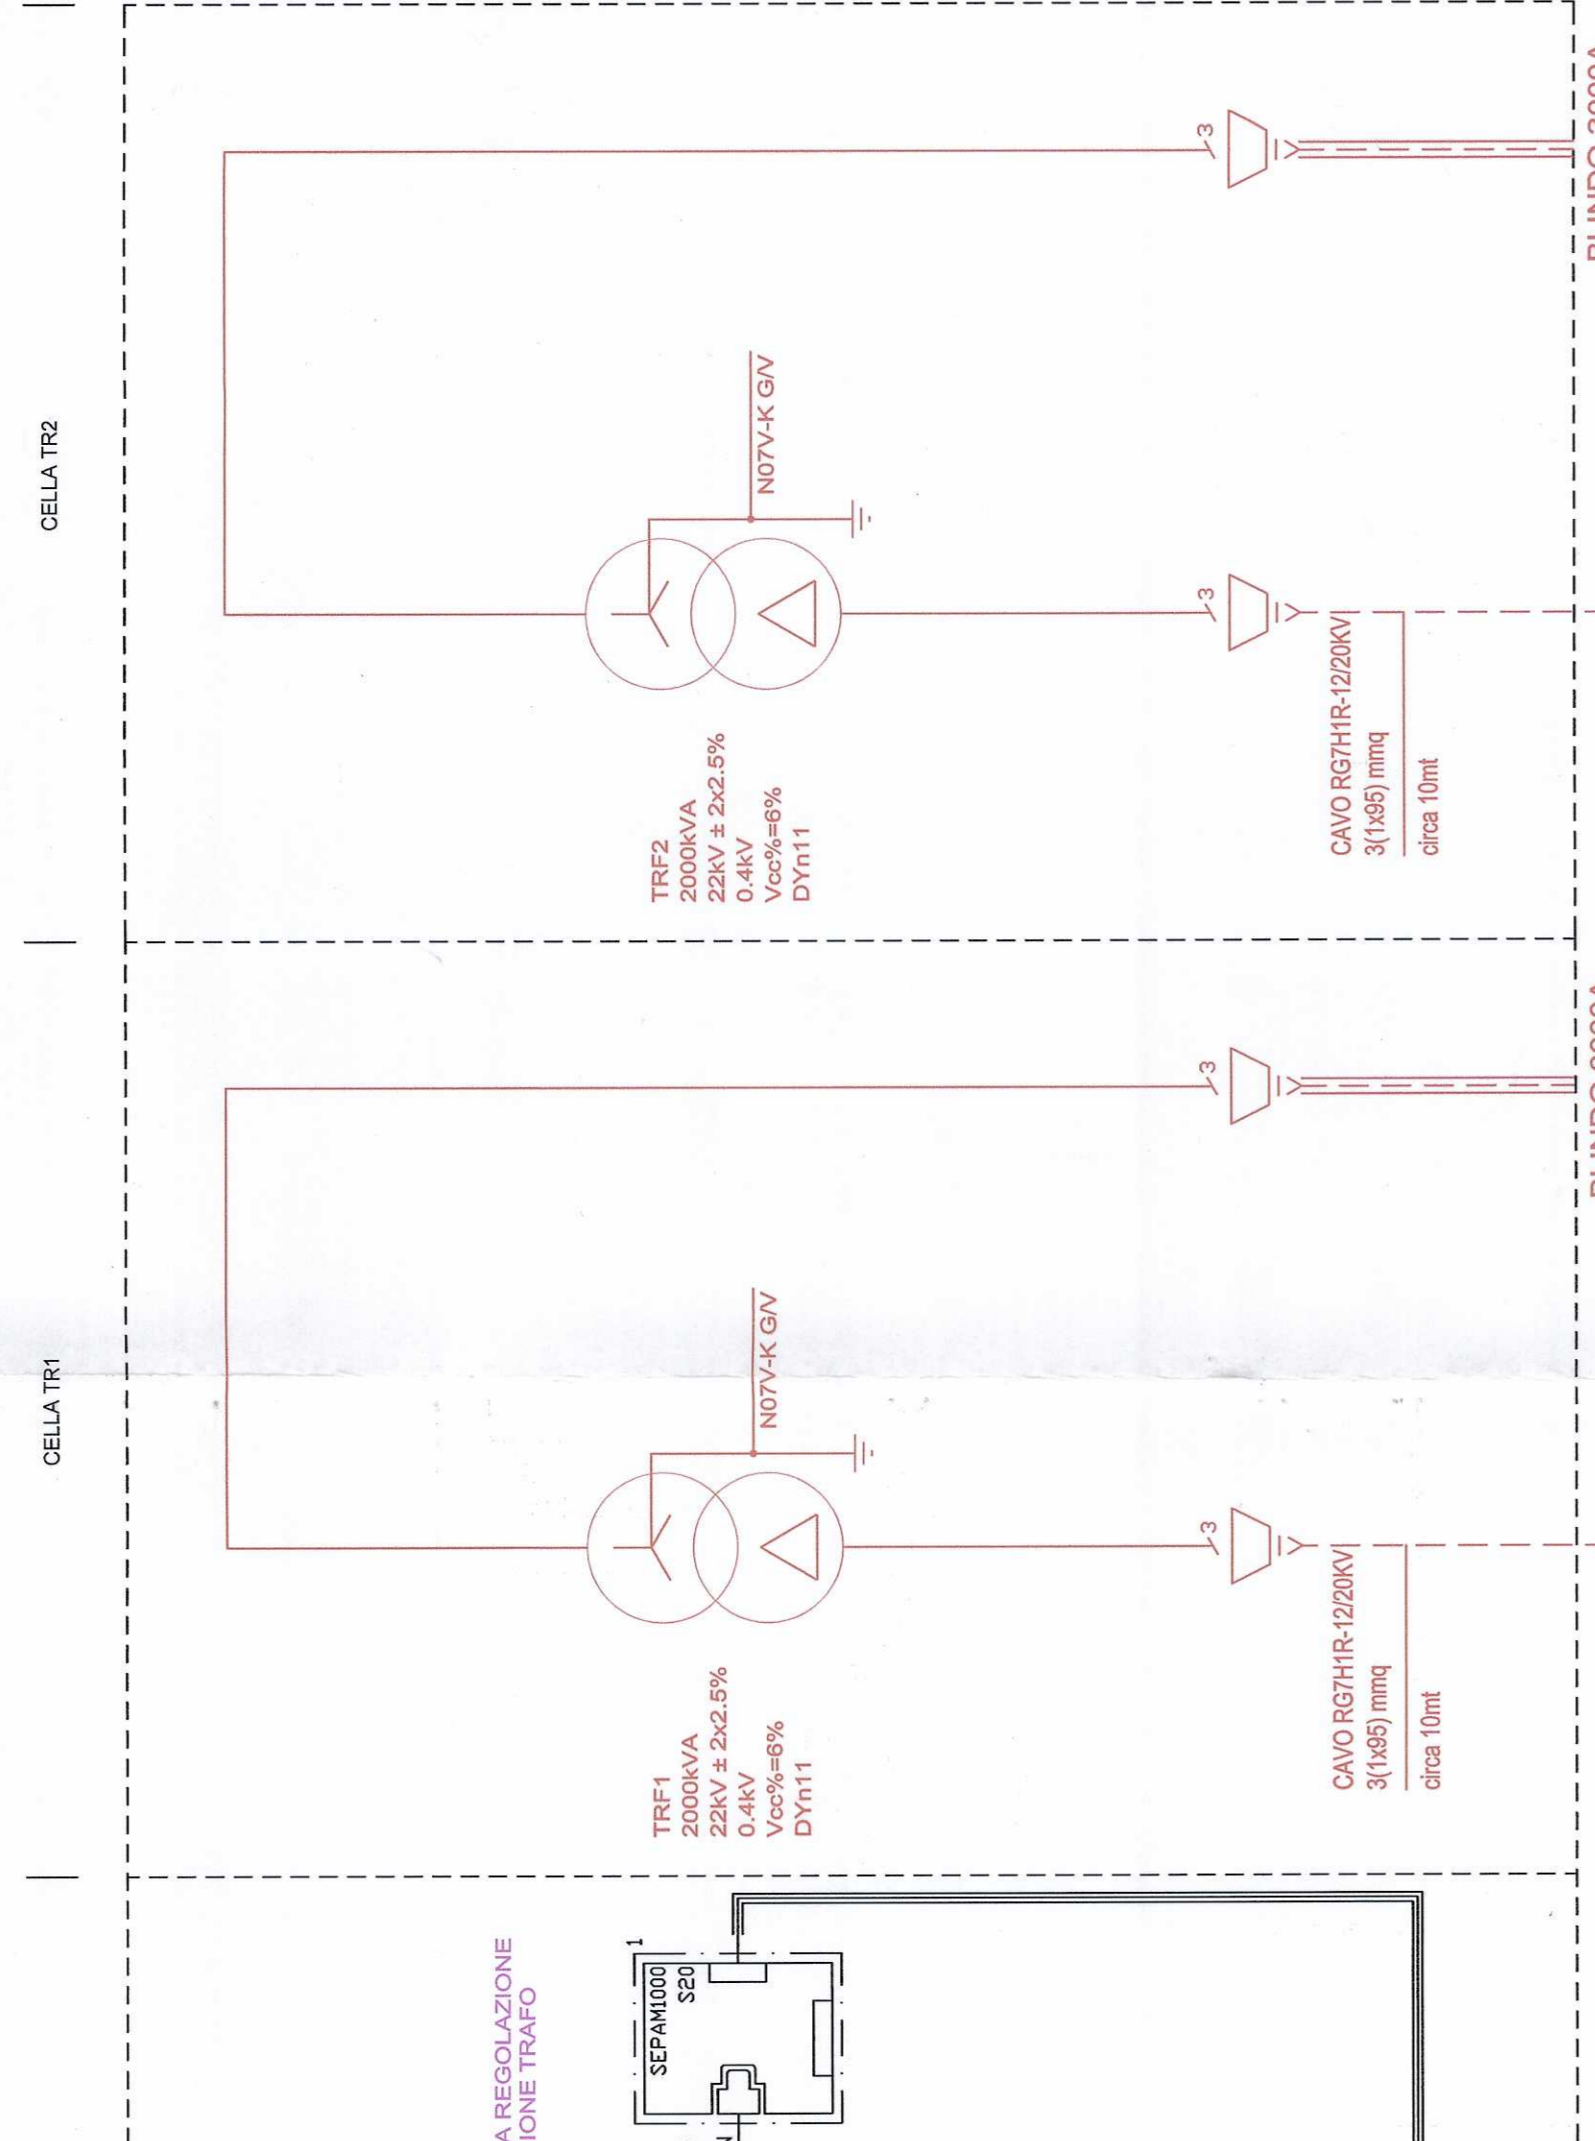 CELLA TR1
CELLA TR2
A REGOLAZIONE
IONE TRAFO
1
SEPAM1000
S20
TRF1
2000kVA
22kV ± 2x2.5%
0.4kV
Vcc%=6%
DYn11
N07V-K G/V
3
3
CAVO RG7H1R-12/20KV
3(1x95) mmq
circa 10mt
TRF2
2000kVA
22kV ± 2x2.5%
0.4kV
Vcc%=6%
DYn11
N07V-K G/V
3
3
CAVO RG7H1R-12/20KV
3(1x95) mmq
circa 10mt